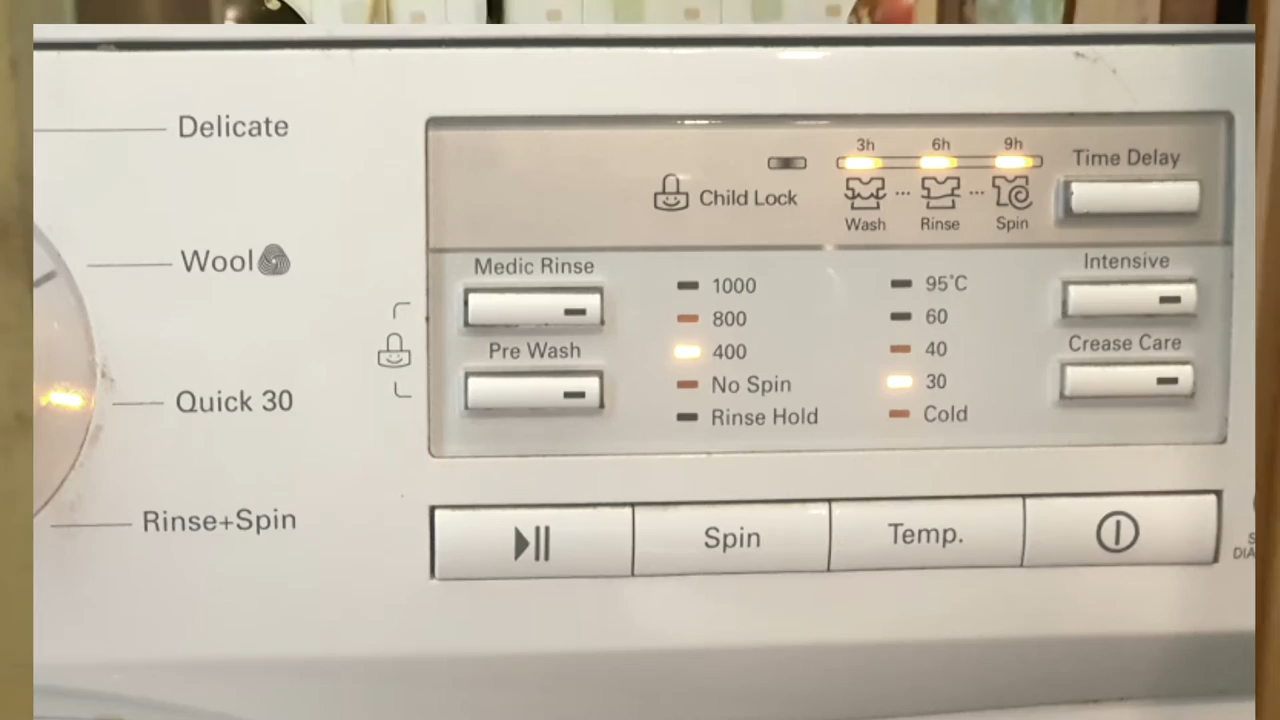 Delicate
Wool
Quick 30
Rinse+Spin
3h 6h 9h
Time Delay
Child Lock
Wash Rinse Spin
Medic Rinse
Pre Wash
1000
800
400
No Spin
Rinse Hold
95°C
60
40
30
Cold
Intensive
Crease Care
Spin
Temp.